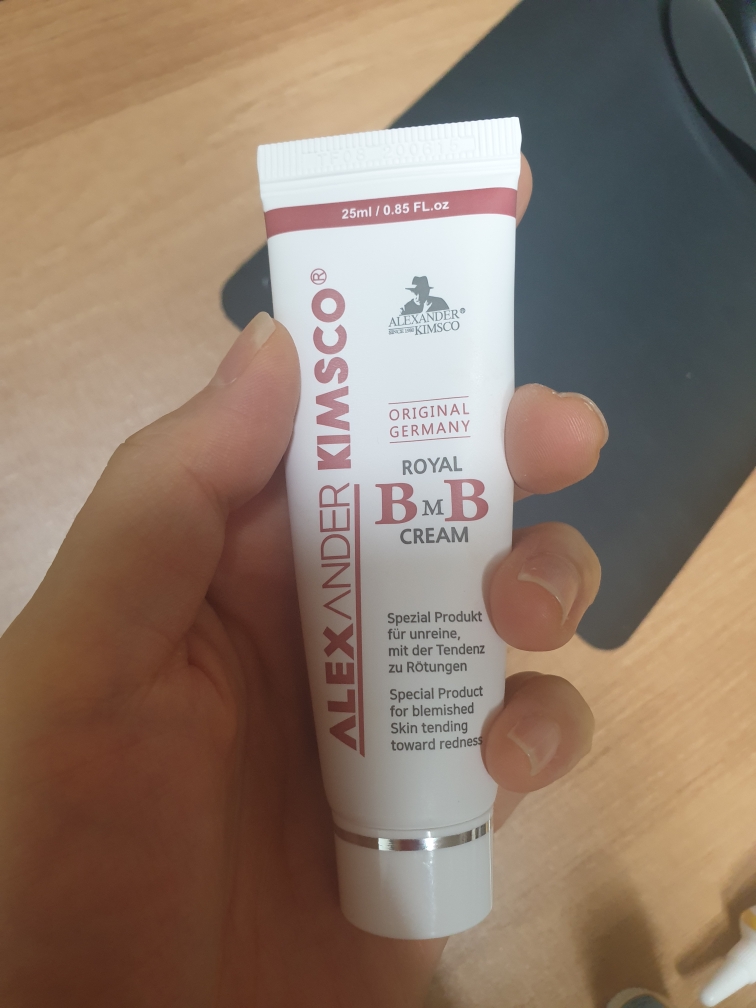 25ml / 0.85 FL.oz
ALEXANDER KIMSCO®
ALEXANDER®
KIMSCO
ORIGINAL
GERMANY
ROYAL
BMB
CREAM
Spezial Produkt
für unreine,
mit der Tendenz
zu Rötungen
Special Product
for blemished
Skin tending
toward redness